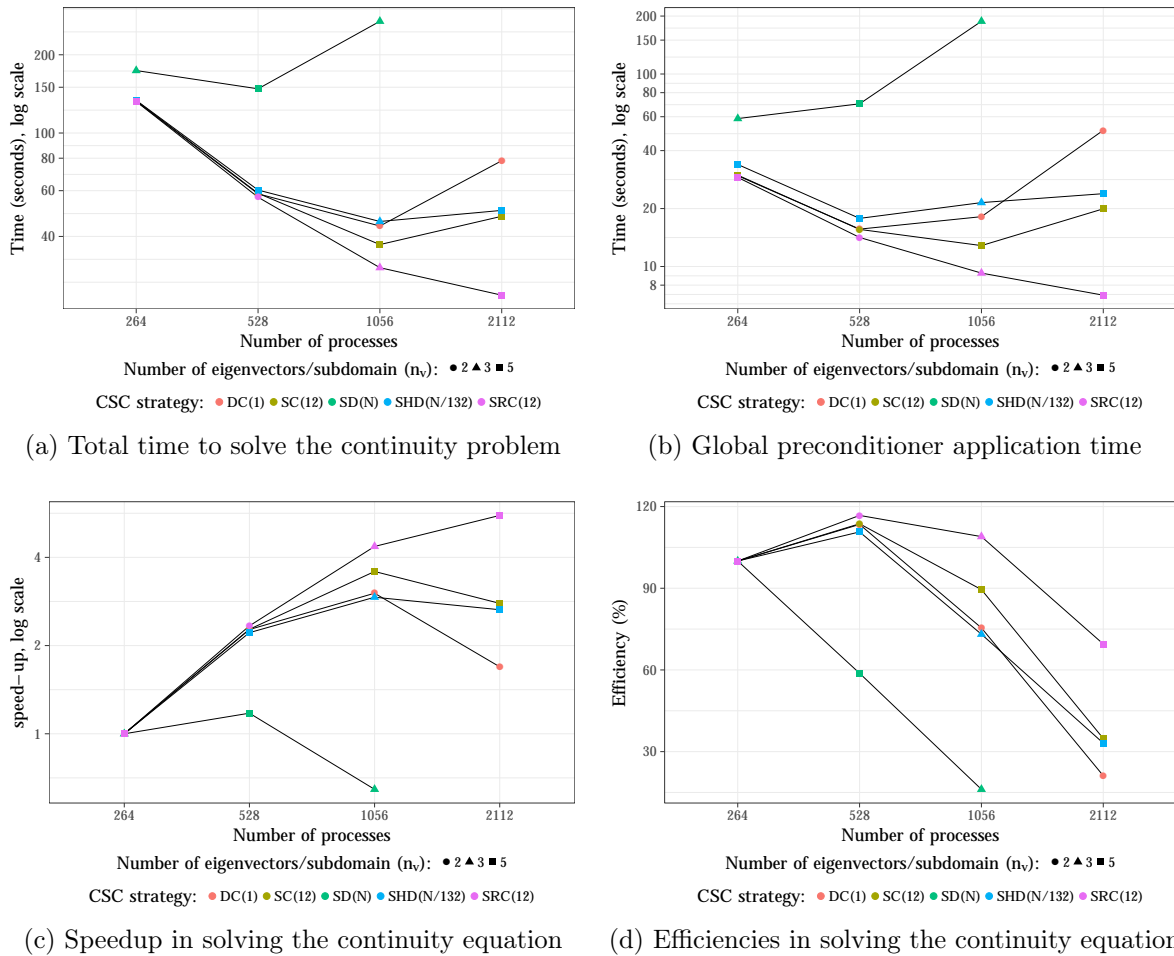 200
150
100
80
60
40
Time (seconds), log scale
264 528 1056 2112
Number of processes
Number of eigenvectors/subdomain (nv): 2 3 5
CSC strategy: DC(1) SC(12) SD(N) SHD(N/132) SRC(12)
(a) Total time to solve the continuity problem
200
150
100
80
60
40
20
10
8
Time (seconds), log scale
264 528 1056 2112
Number of processes
Number of eigenvectors/subdomain (nv): 2 3 5
CSC strategy: DC(1) SC(12) SD(N) SHD(N/132) SRC(12)
(b) Global preconditioner application time
4
2
1
speed−up, log scale
264 528 1056 2112
Number of processes
Number of eigenvectors/subdomain (nv): 2 3 5
CSC strategy: DC(1) SC(12) SD(N) SHD(N/132) SRC(12)
(c) Speedup in solving the continuity equation
120
90
60
30
Efficiency (%)
264 528 1056 2112
Number of processes
Number of eigenvectors/subdomain (nv): 2 3 5
CSC strategy: DC(1) SC(12) SD(N) SHD(N/132) SRC(12)
(d) Efficiencies in solving the continuity equation